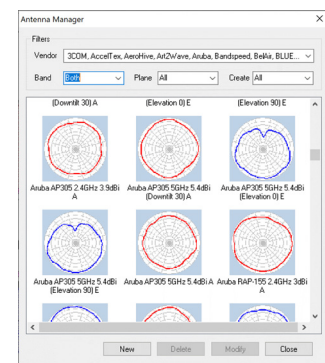 Antenna Manager
Filters
Vendor 3COM, AccelTex, AeroHive, Art2Wave, Aruba, Bandspeed, BelAir, BLUE...
Band Both Plane All Create All
(Downtilt 30) A (Elevation 0) E (Elevation 90) E
Aruba AP305 2.4GHz 3.9dBi Aruba AP305 5GHz 5.4dBi Aruba AP305 5GHz 5.4dBi
A (Downtilt 30) A (Elevation 0) E
Aruba AP305 5GHz 5.4dBi Aruba AP305 5GHz 5.4dBi A Aruba RAP-155 2.4GHz 3dBi
(Elevation 90) E A
New Delete Modify Close